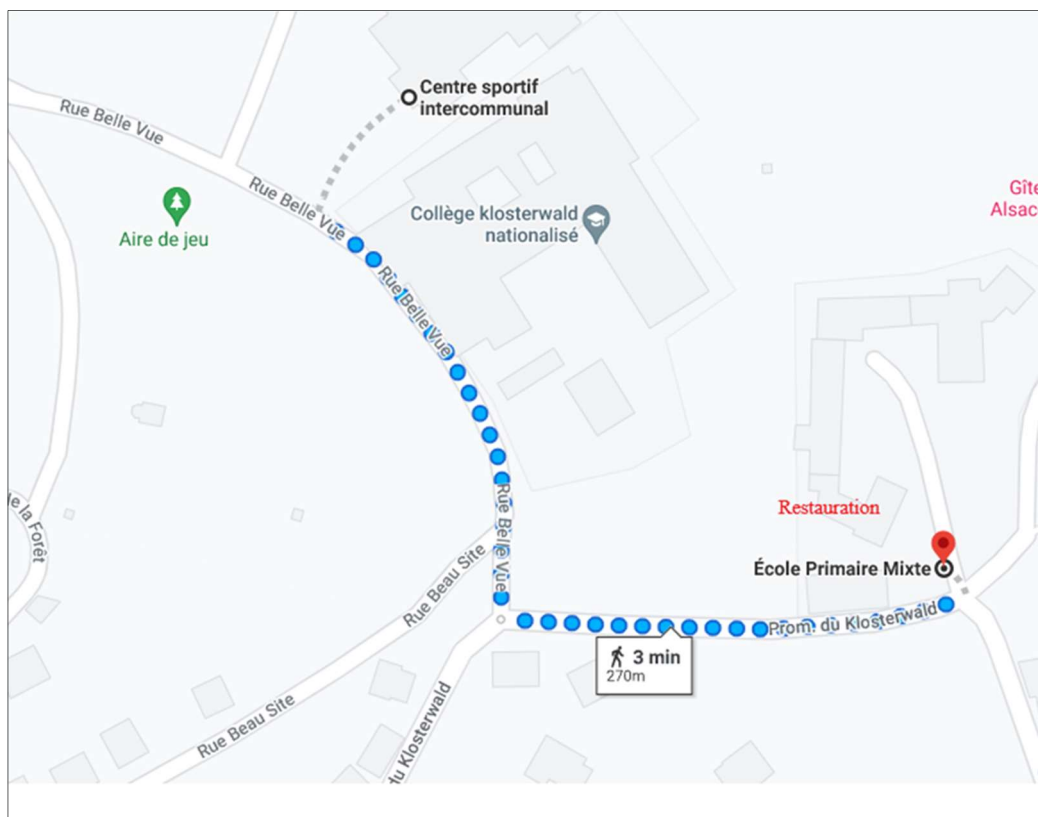 Centre sportif
intercommunal
Rue Belle Vue
Rue Belle Vue
Gîte
Alsac
Collège klosterwald
nationalisé
Aire de jeu
Rue Belle Vue
Rue Belle Vue
Restauration
de la Forêt
École Primaire Mixte
Rue Beau Site
Prom. du Klosterwald
3 min
270m
Rue Beau Site
du Klosterwald